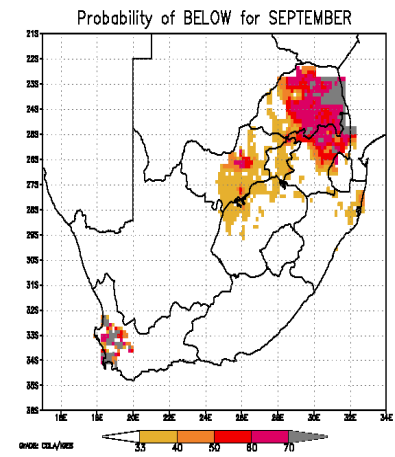 Probability of BELOW for SEPTEMBER
21S
22S
23S
24S
25S
26S
27S
28S
29S
30S
31S
32S
33S
34S
35S
36S
16E 18E 20E 22E 24E 26E 28E 30E 32E 34E
GrADS: COLA/IGES
33 40 50 60 70